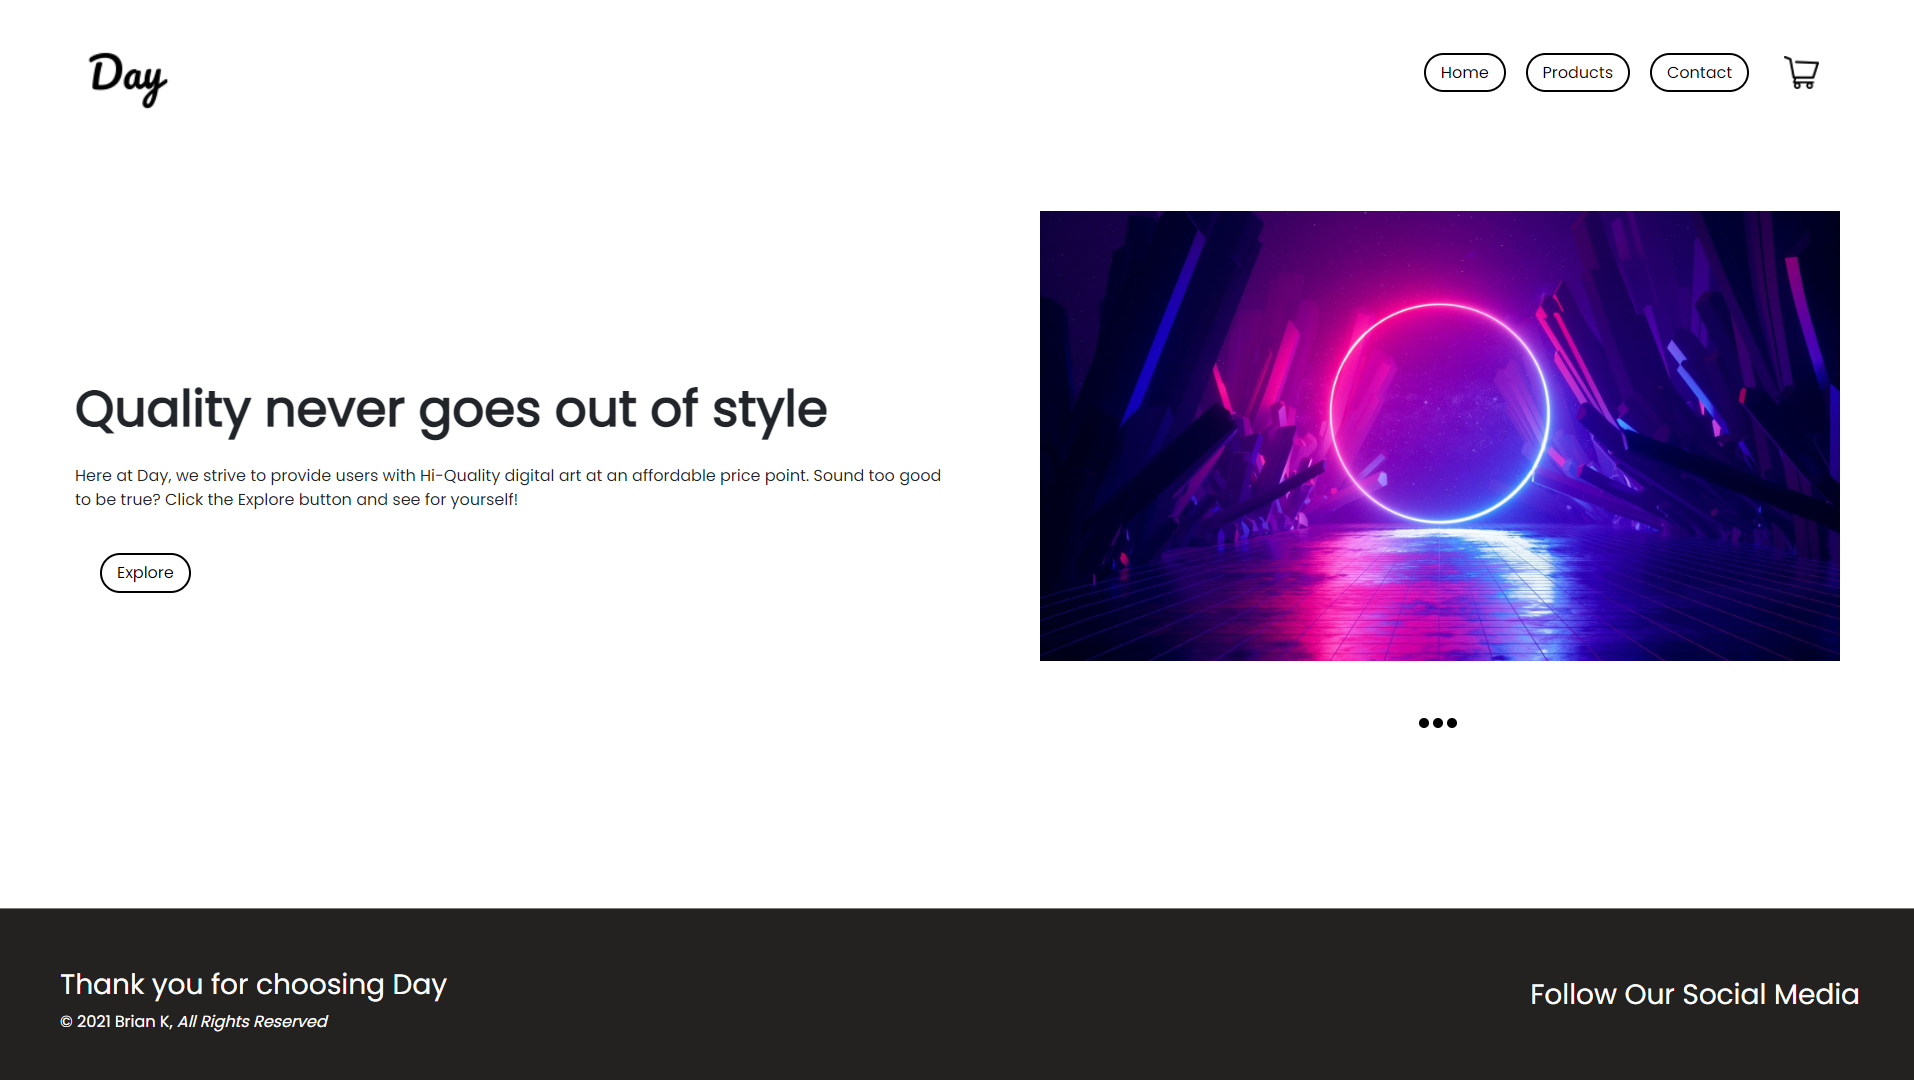 Day
Home
Products
Contact
Quality never goes out of style
Here at Day, we strive to provide users with Hi-Quality digital art at an affordable price point. Sound too good
to be true? Click the Explore button and see for yourself!
Explore
Thank you for choosing Day
© 2021 Brian K, All Rights Reserved
Follow Our Social Media